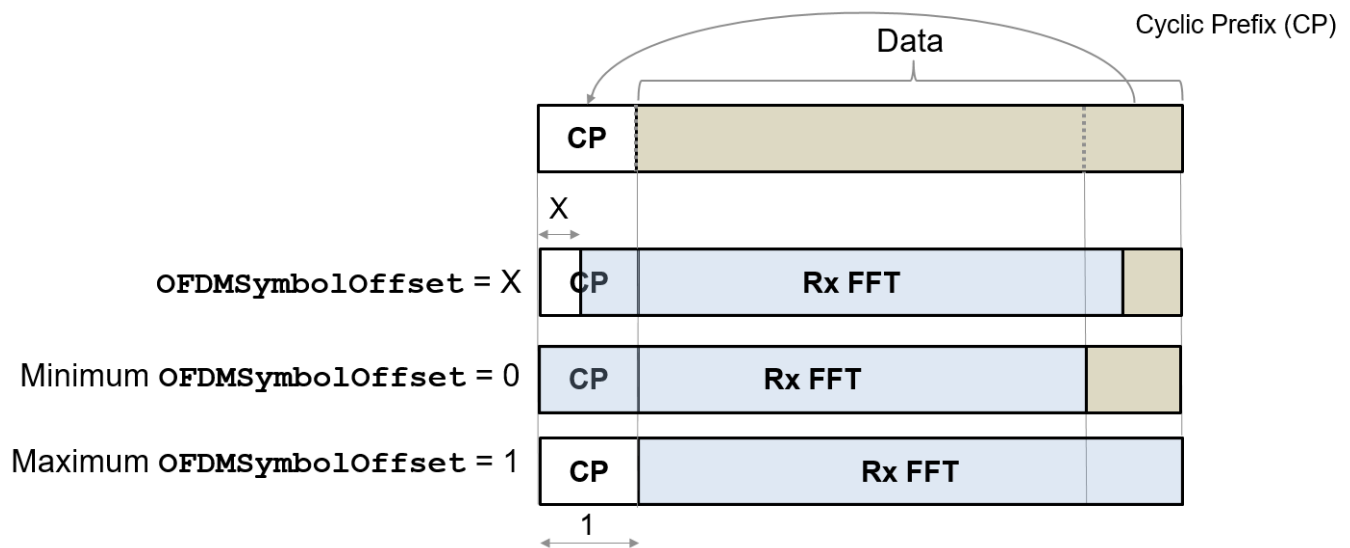 Cyclic Prefix (CP)
Data
CP
X
OFDMSymbolOffset = X
CP
Rx FFT
Minimum OFDMSymbolOffset = 0
CP
Rx FFT
Maximum OFDMSymbolOffset = 1
CP
Rx FFT
1